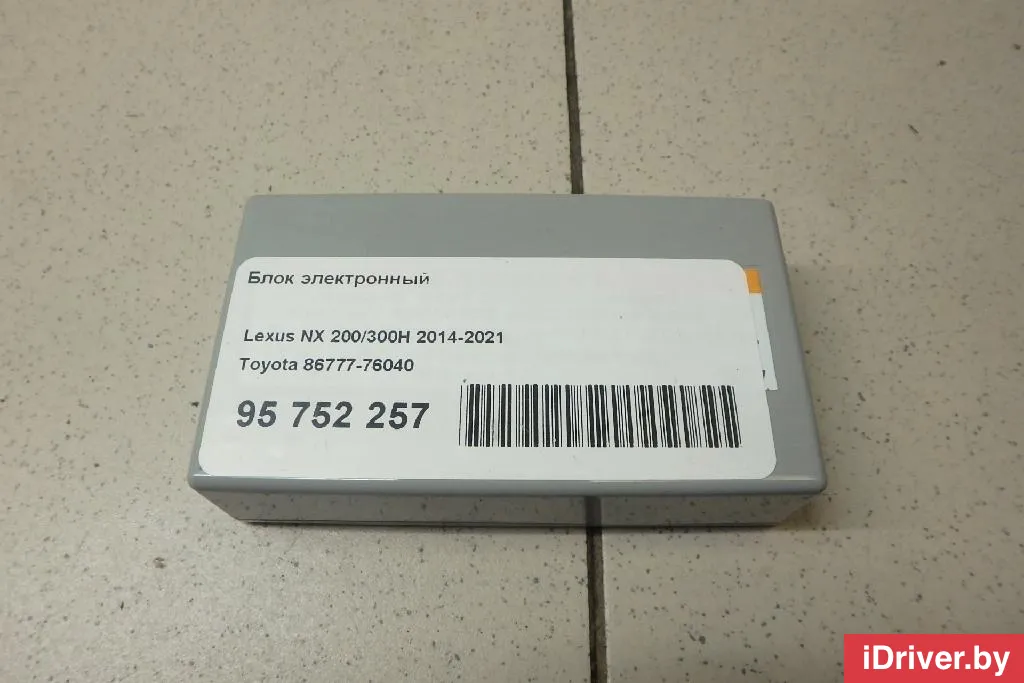 Блок электронный
Lexus NX 200/300H 2014-2021
Toyota 86777-76040
95 752 257
iDriver.by